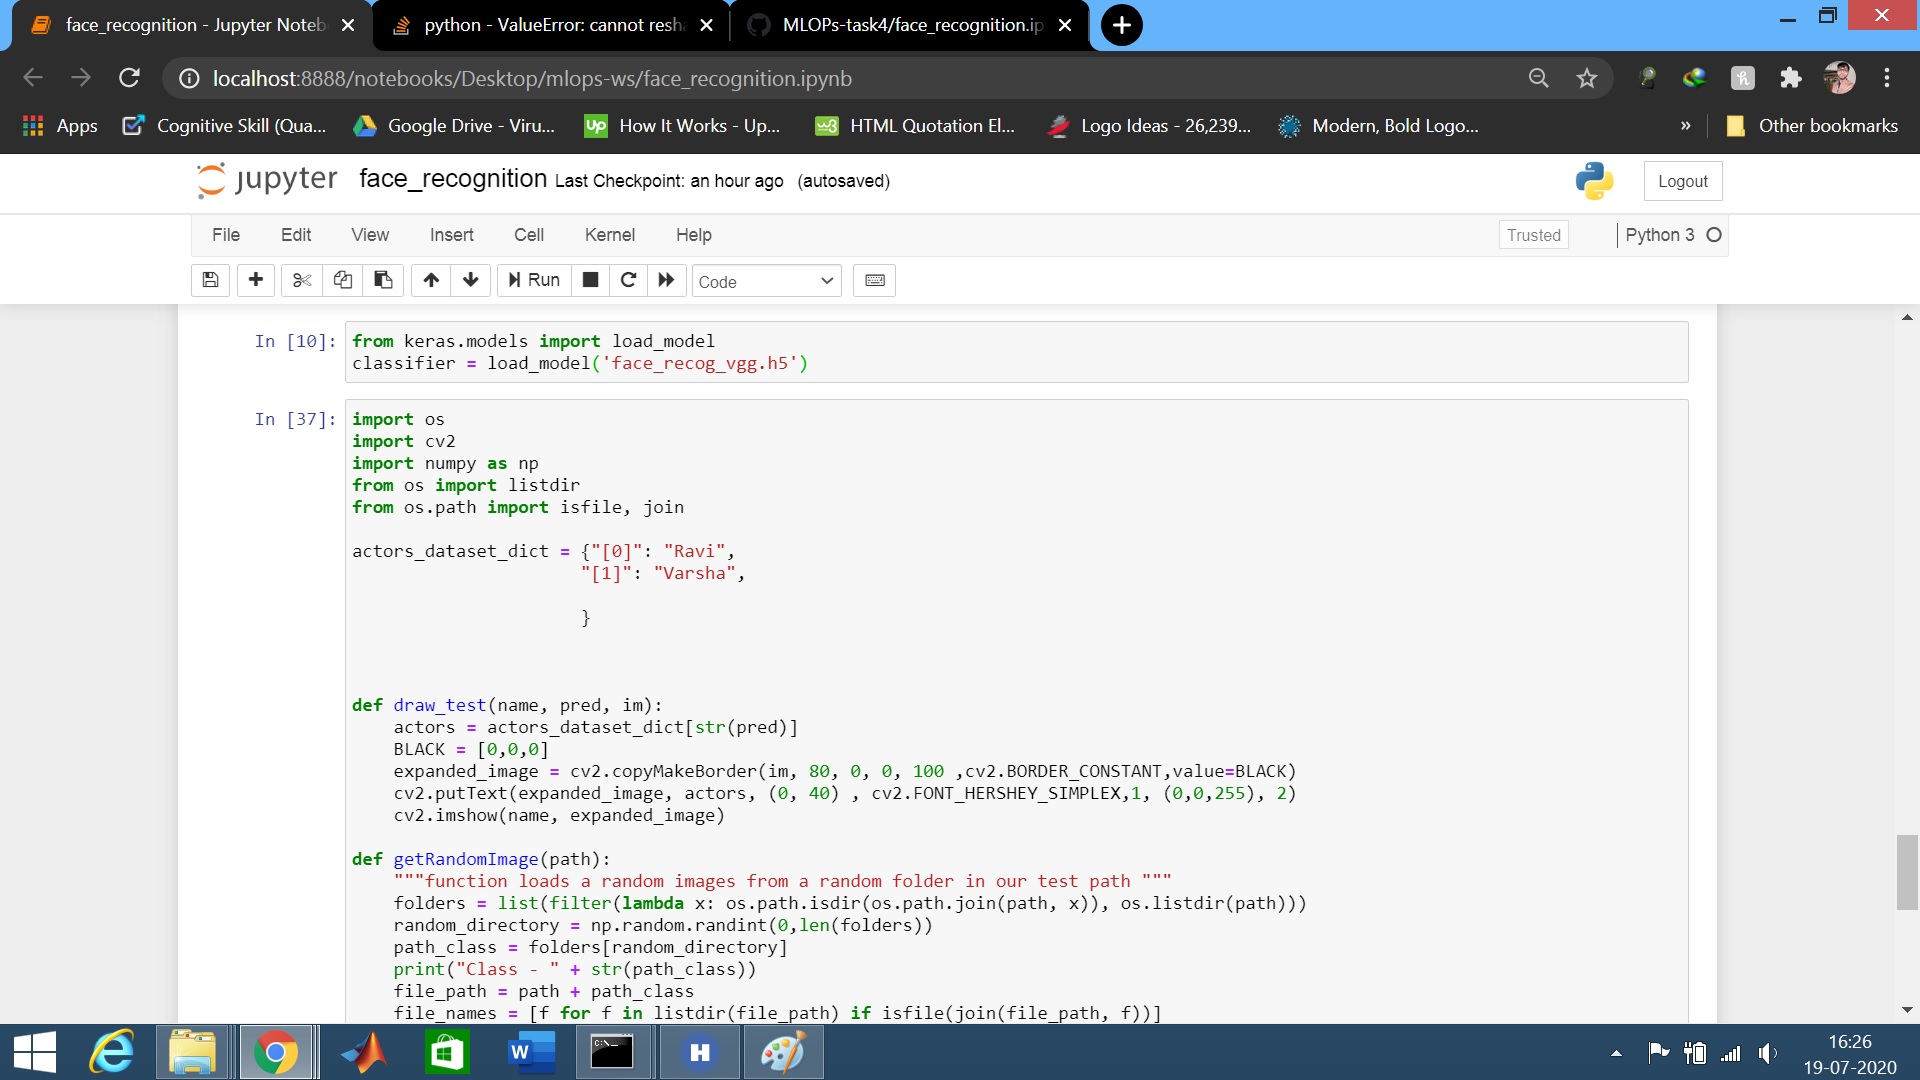 face_recognition - Jupyter Noteb
python - ValueError: cannot resha
MLOPs-task4/face_recognition.ip
localhost:8888/notebooks/Desktop/mlops-ws/face_recognition.ipynb
Apps
Cognitive Skill (Qua...
Google Drive - Viru...
Up
How It Works - Up...
w3
HTML Quotation El...
Logo Ideas - 26,239...
Modern, Bold Logo...
»
Other bookmarks
jupyter
face_recognition Last Checkpoint: an hour ago (autosaved)
Logout
File
Edit
View
Insert
Cell
Kernel
Help
Trusted
Python 3
Run
Code
In [10]:
from keras.models import load_model
classifier = load_model('face_recog_vgg.h5')
In [37]:
import os
import cv2
import numpy as np
from os import listdir
from os.path import isfile, join
actors_dataset_dict = {"[0]": "Ravi",
"[1]": "Varsha",
}
def draw_test(name, pred, im):
actors = actors_dataset_dict[str(pred)]
BLACK = [0,0,0]
expanded_image = cv2.copyMakeBorder(im, 80, 0, 0, 100 ,cv2.BORDER_CONSTANT,value=BLACK)
cv2.putText(expanded_image, actors, (0, 40) , cv2.FONT_HERSHEY_SIMPLEX,1, (0,0,255), 2)
cv2.imshow(name, expanded_image)
def getRandomImage(path):
"""function loads a random images from a random folder in our test path """
folders = list(filter(lambda x: os.path.isdir(os.path.join(path, x)), os.listdir(path)))
random_directory = np.random.randint(0,len(folders))
path_class = folders[random_directory]
print("Class - " + str(path_class))
file_path = path + path_class
file_names = [f for f in listdir(file_path) if isfile(join(file_path, f))]
W
C:\_
H
16:26
19-07-2020